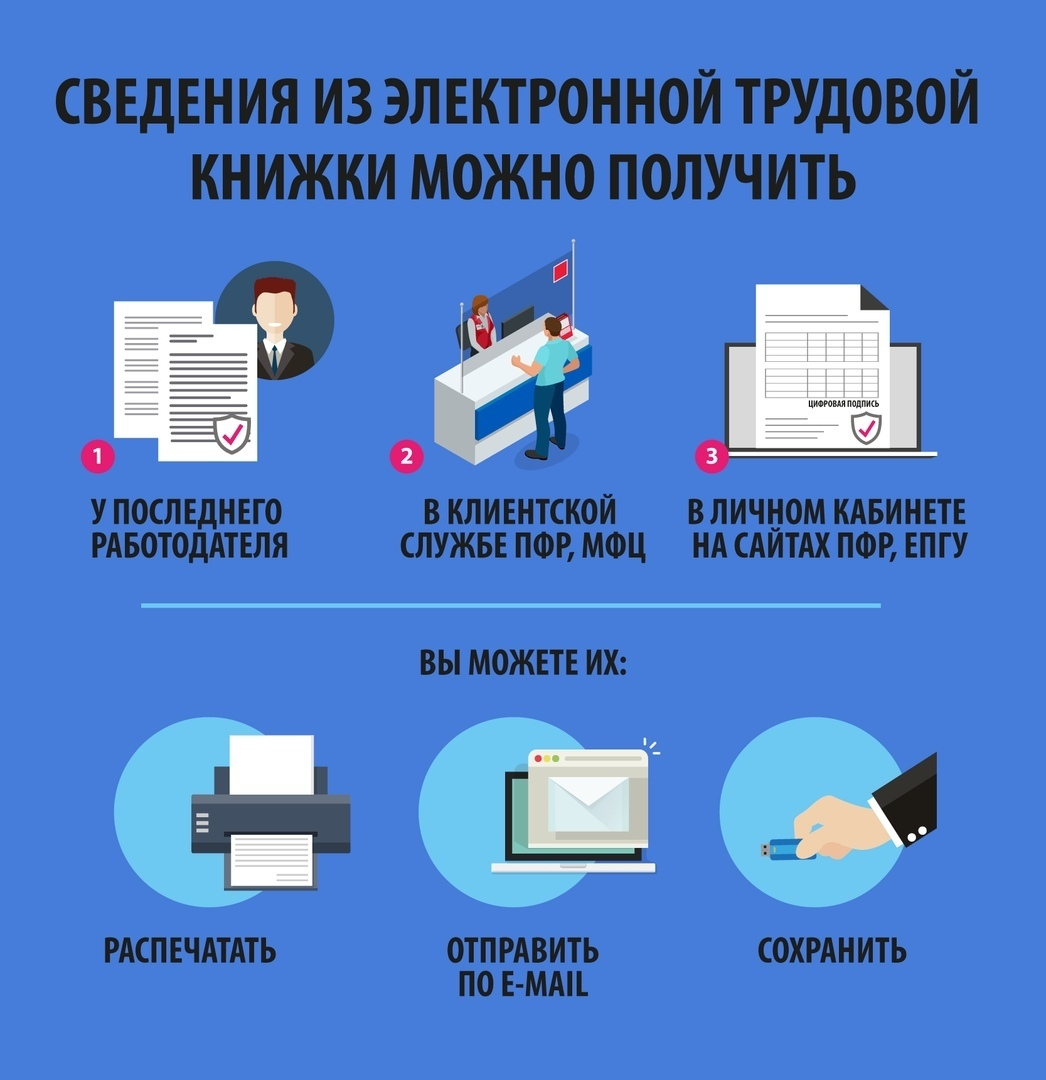 СВЕДЕНИЯ ИЗ ЭЛЕКТРОННОЙ ТРУДОВОЙ
КНИЖКИ МОЖНО ПОЛУЧИТЬ
ЦИФРОВАЯ ПОДПИСЬ
1
У ПОСЛЕДНЕГО
РАБОТОДАТЕЛЯ
2
В КЛИЕНТСКОЙ
СЛУЖБЕ ПФР, МФЦ
3
В ЛИЧНОМ КАБИНЕТЕ
НА САЙТАХ ПФР, ЕПГУ
ВЫ МОЖЕТЕ ИХ:
РАСПЕЧАТАТЬ
ОТПРАВИТЬ
ПО E-MAIL
СОХРАНИТЬ